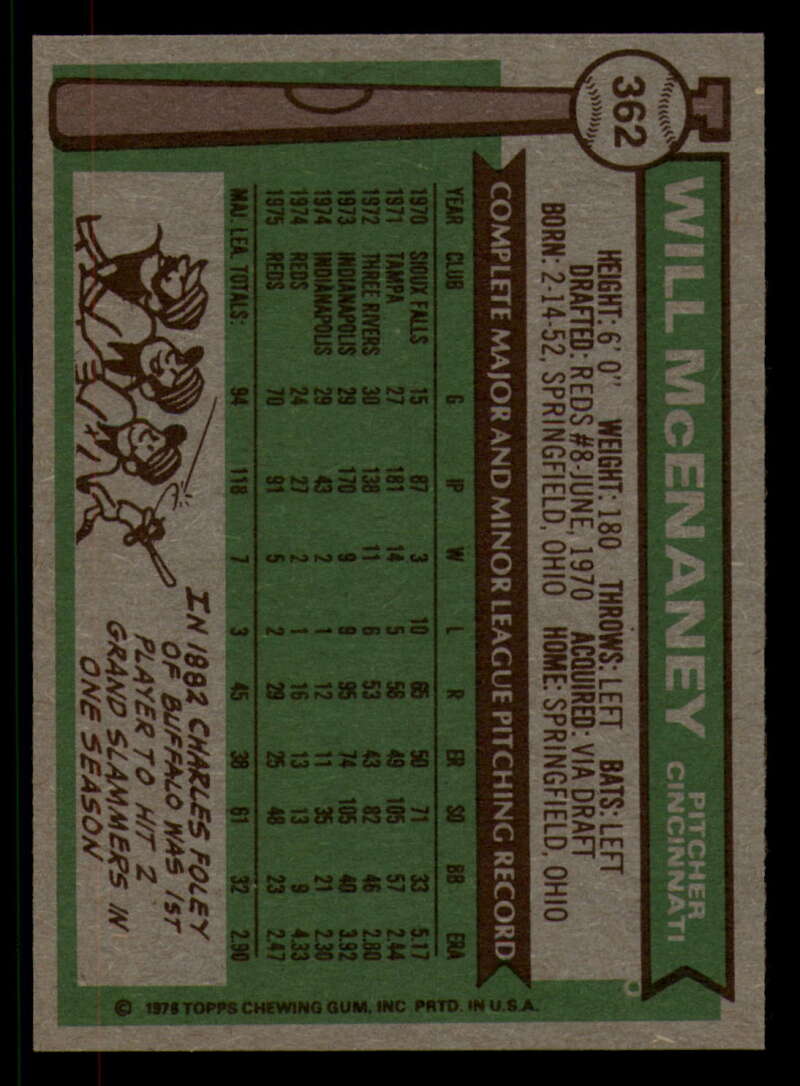 362
WILL McENANEY
PITCHER
CINCINNATI
HEIGHT: 6' 0" WEIGHT: 180 THROWS: LEFT BATS: LEFT
DRAFTED: REDS #8-JUNE, 1970 ACQUIRED: VIA DRAFT
BORN: 2-14-52, SPRINGFIELD, OHIO HOME: SPRINGFIELD, OHIO
COMPLETE MAJOR AND MINOR LEAGUE PITCHING RECORD
YEAR CLUB G IP W L R ER SO BB ERA
1970 SIOUX FALLS 15 87 3 10 65 50 71 33 5.17
1971 TAMPA 27 181 14 5 56 49 105 57 2.44
1972 THREE RIVERS 30 138 11 6 53 43 82 46 2.80
1973 INDIANAPOLIS 29 170 9 9 95 74 105 40 3.92
1974 INDIANAPOLIS 29 43 2 1 12 11 35 21 2.30
1974 REDS 24 27 2 1 16 13 13 9 4.33
1975 REDS 70 91 5 2 29 25 48 23 2.47
MAJ. LEA. TOTALS: 94 118 7 3 45 38 61 32 2.90
IN 1882 CHARLES FOLEY
OF BUFFALO WAS 1ST
PLAYER TO HIT 2
GRAND SLAMMERS IN
ONE SEASON
© 1976 TOPPS CHEWING GUM, INC PRTD. IN U.S.A.